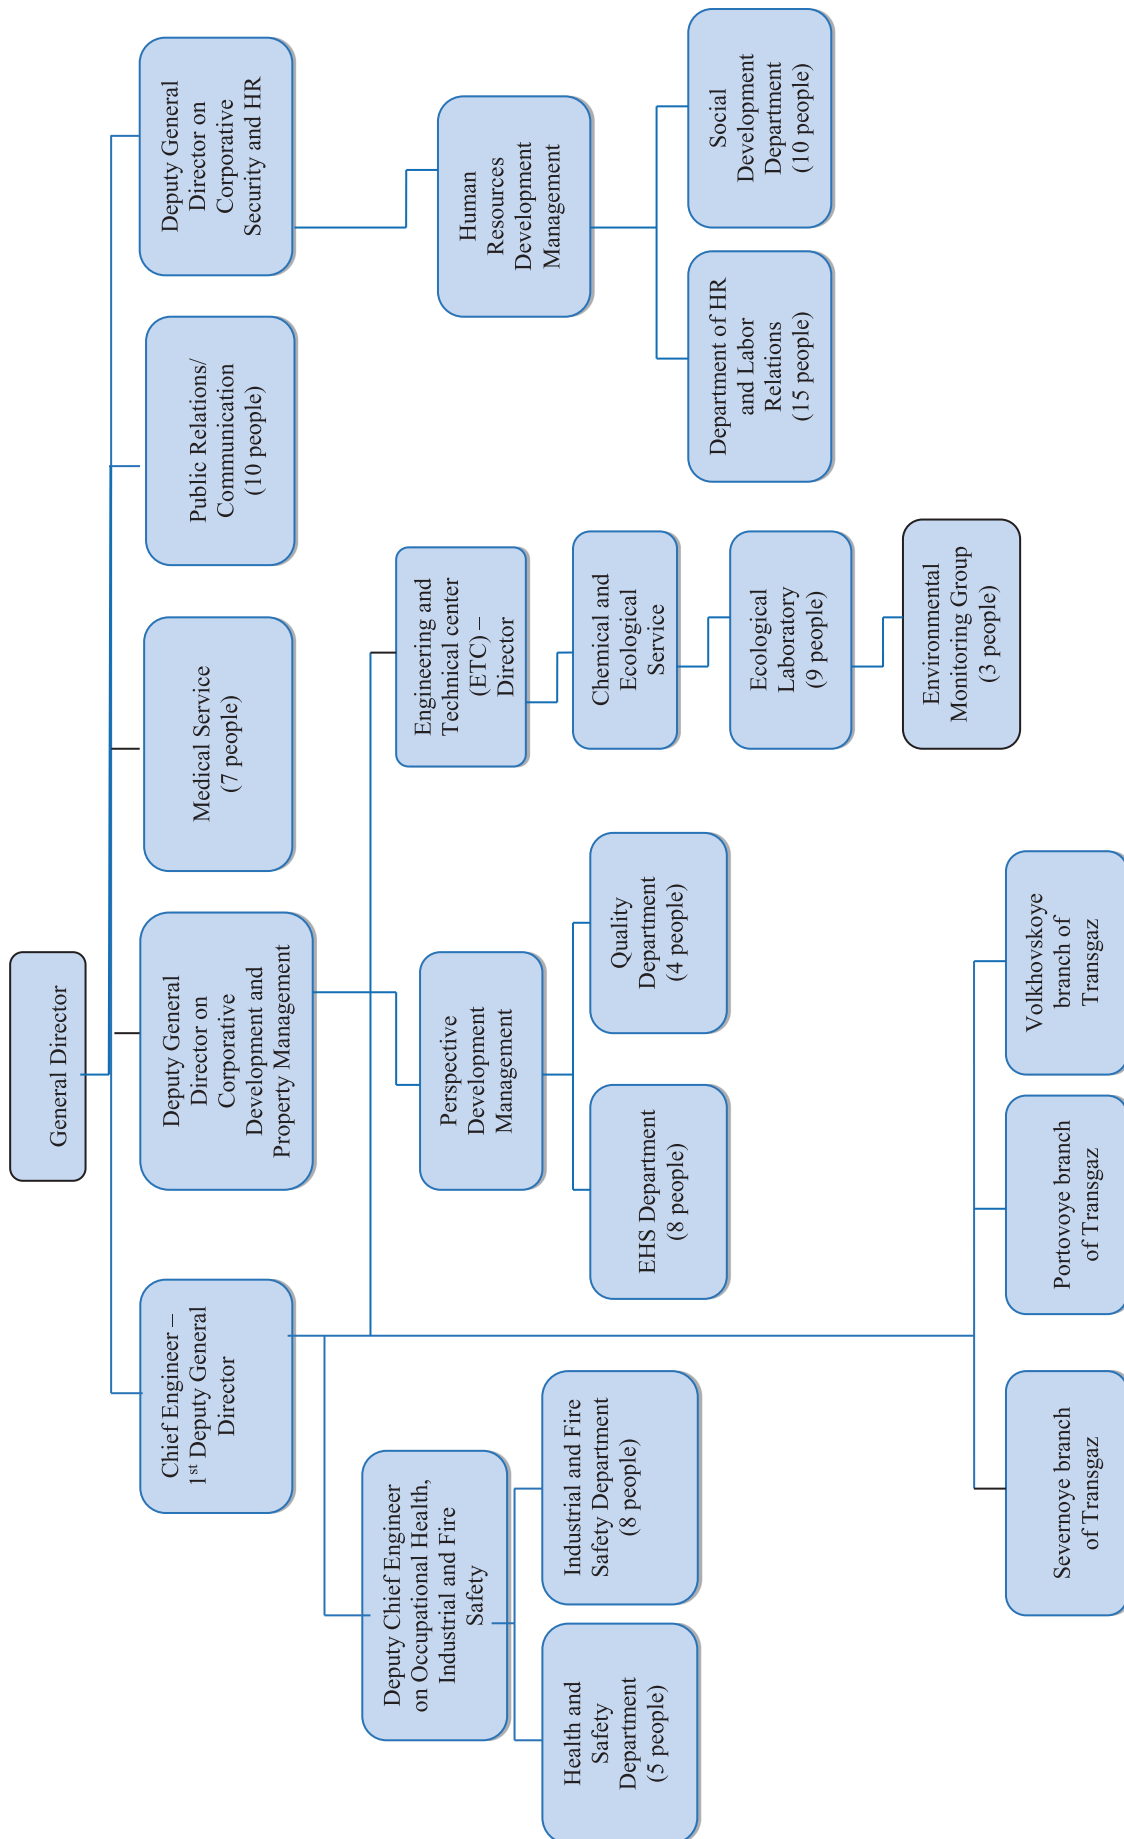 General Director
Chief Engineer –
1st Deputy General
Director
Deputy General
Director on
Corporative
Development and
Property Management
Medical Service
(7 people)
Public Relations/
Communication
(10 people)
Deputy General
Director on
Corporative
Security and HR
Deputy Chief Engineer
on Occupational Health,
Industrial and Fire
Safety
Perspective
Development
Management
Engineering and
Technical center
(ETC) –
Director
Human
Resources
Development
Management
Health and
Safety
Department
(5 people)
Industrial and Fire
Safety Department
(8 people)
EHS Department
(8 people)
Quality
Department
(4 people)
Chemical and
Ecological
Service
Department of HR
and Labor
Relations
(15 people)
Social
Development
Department
(10 people)
Ecological
Laboratory
(9 people)
Environmental
Monitoring Group
(3 people)
Severnoye branch
of Transgaz
Portovoye branch
of Transgaz
Volkhovskoye
branch of
Transgaz